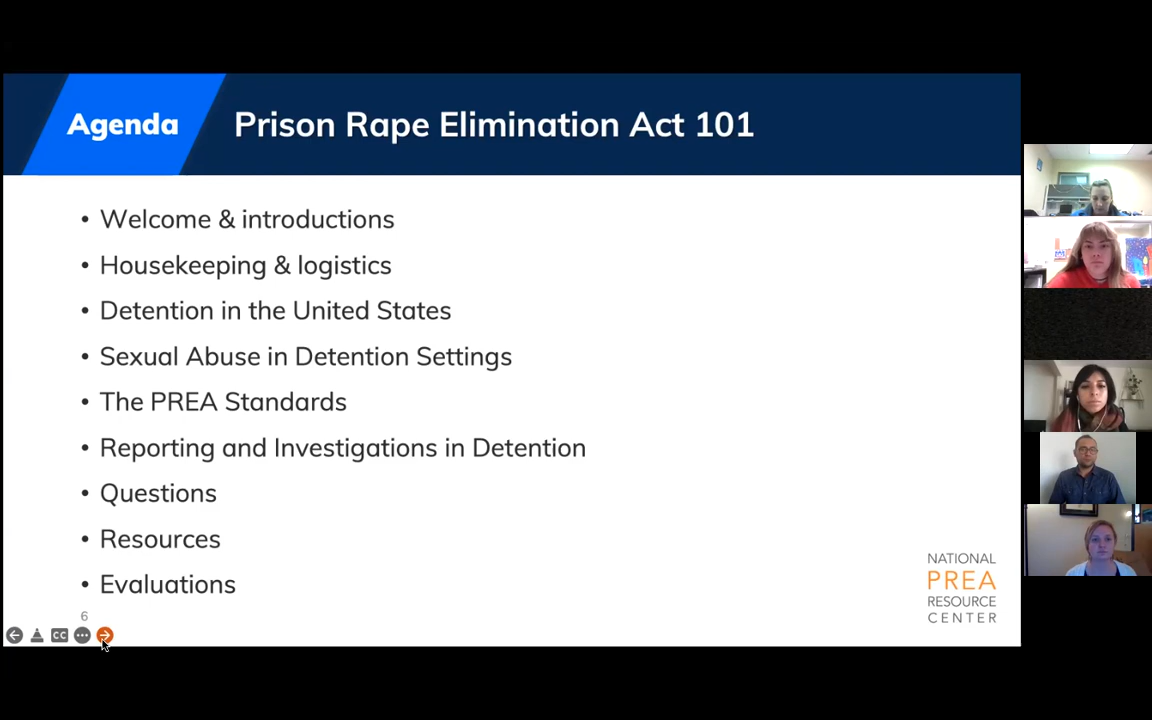 Agenda
Prison Rape Elimination Act 101
• Welcome & introductions
• Housekeeping & logistics
• Detention in the United States
• Sexual Abuse in Detention Settings
• The PREA Standards
• Reporting and Investigations in Detention
• Questions
• Resources
• Evaluations
NATIONAL
PREA
RESOURCE
CENTER
6
CC